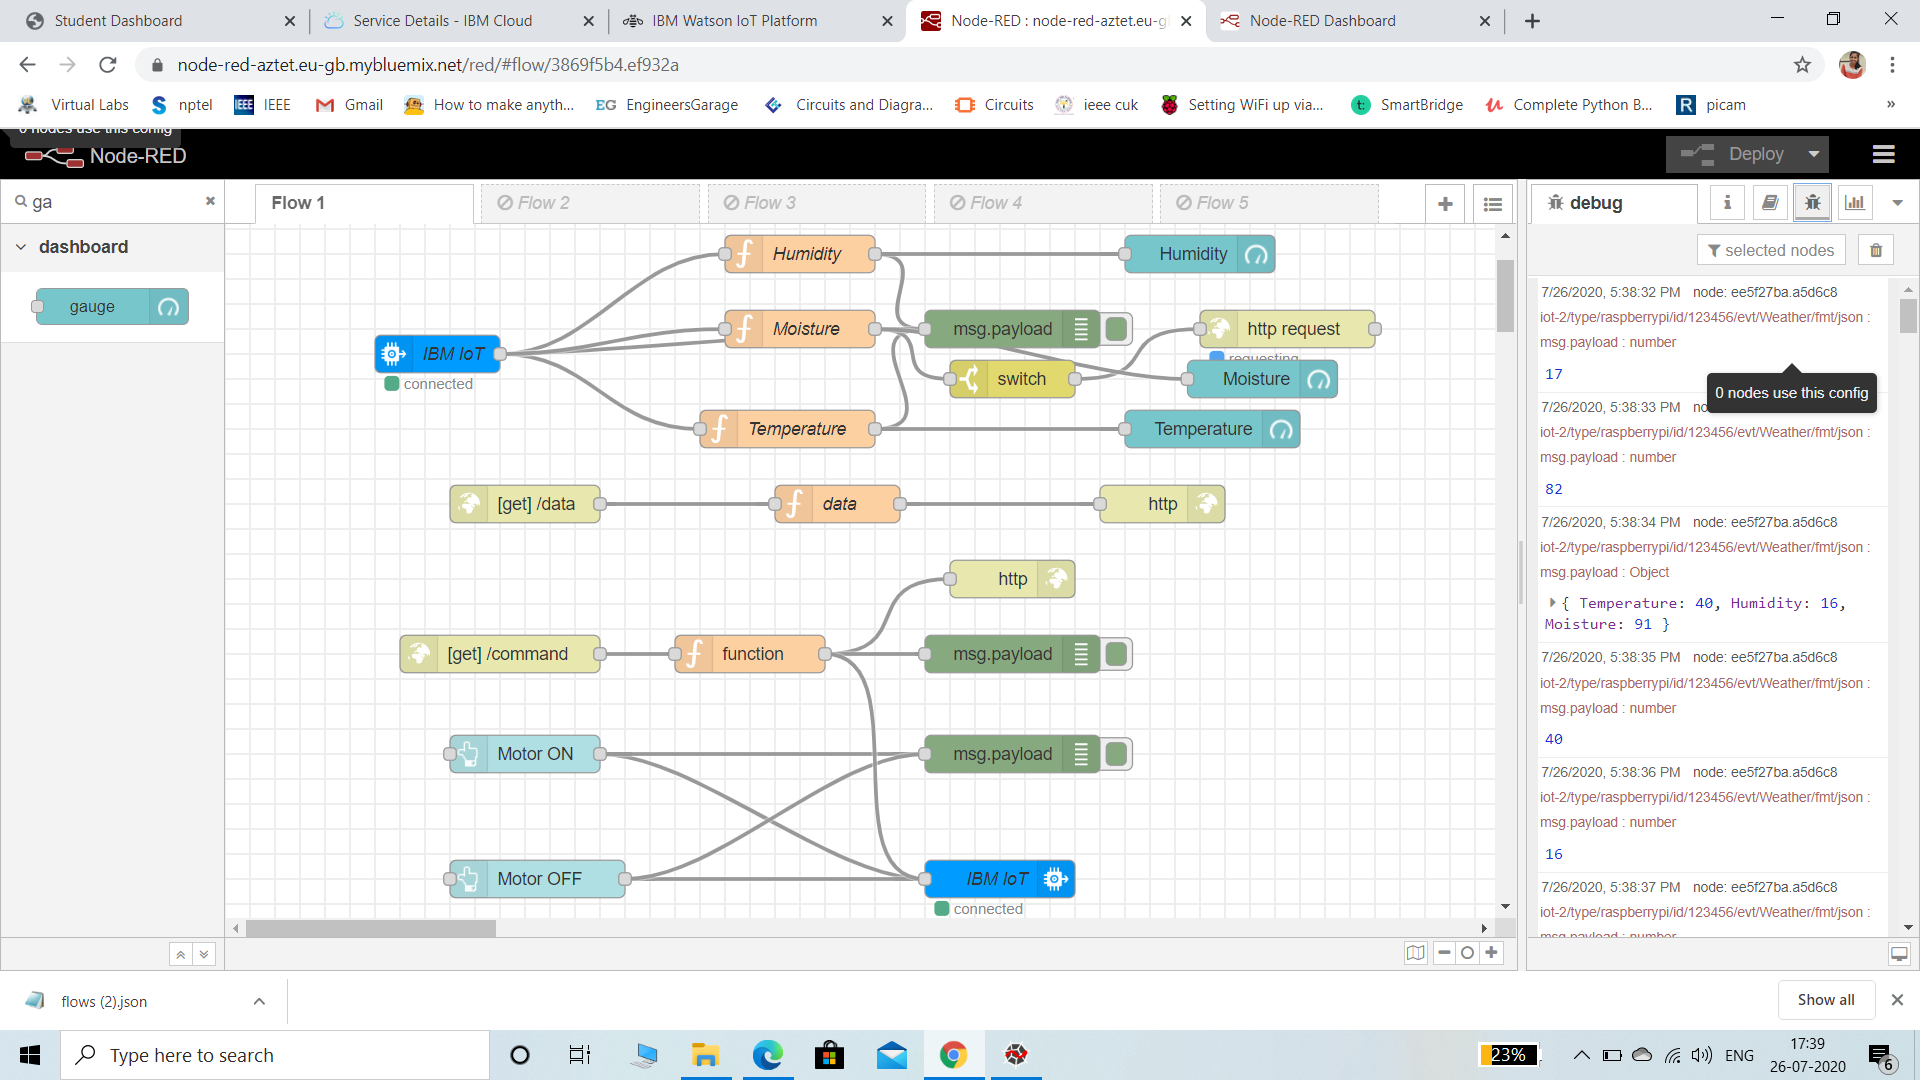 Student Dashboard
Service Details - IBM Cloud
IBM Watson IoT Platform
Node-RED : node-red-aztet.eu-g
Node-RED Dashboard
node-red-aztet.eu-gb.mybluemix.net/red/#flow/3869f5b4.ef932a
Virtual Labs
nptel
IEEE IEEE
Gmail
How to make anyth...
EG EngineersGarage
Circuits and Diagra...
Circuits
ieee cuk
Setting WiFi up via...
SmartBridge
Complete Python B...
R picam
0 nodes use this config
Node-RED
Deploy
ga
dashboard
gauge
Flow 1
Flow 2
Flow 3
Flow 4
Flow 5
Humidity
Humidity
Moisture
msg.payload
http request
requesting
IBM IoT
connected
switch
Moisture
Temperature
Temperature
[get] /data
data
http
http
[get] /command
function
msg.payload
Motor ON
msg.payload
Motor OFF
IBM IoT
connected
debug
selected nodes
7/26/2020, 5:38:32 PM node: ee5f27ba.a5d6c8
iot-2/type/raspberrypi/id/123456/evt/Weather/fmt/json :
msg.payload : number
17
0 nodes use this config
7/26/2020, 5:38:33 PM
iot-2/type/raspberrypi/id/123456/evt/Weather/fmt/json :
msg.payload : number
82
7/26/2020, 5:38:34 PM node: ee5f27ba.a5d6c8
iot-2/type/raspberrypi/id/123456/evt/Weather/fmt/json :
msg.payload : Object
{ Temperature: 40, Humidity: 16,
Moisture: 91 }
7/26/2020, 5:38:35 PM node: ee5f27ba.a5d6c8
iot-2/type/raspberrypi/id/123456/evt/Weather/fmt/json :
msg.payload : number
40
7/26/2020, 5:38:36 PM node: ee5f27ba.a5d6c8
iot-2/type/raspberrypi/id/123456/evt/Weather/fmt/json :
msg.payload : number
16
7/26/2020, 5:38:37 PM node: ee5f27ba.a5d6c8
iot-2/type/raspberrypi/id/123456/evt/Weather/fmt/json :
msg.payload : number
flows (2).json
Show all
Type here to search
23%
ENG
17:39
26-07-2020
6